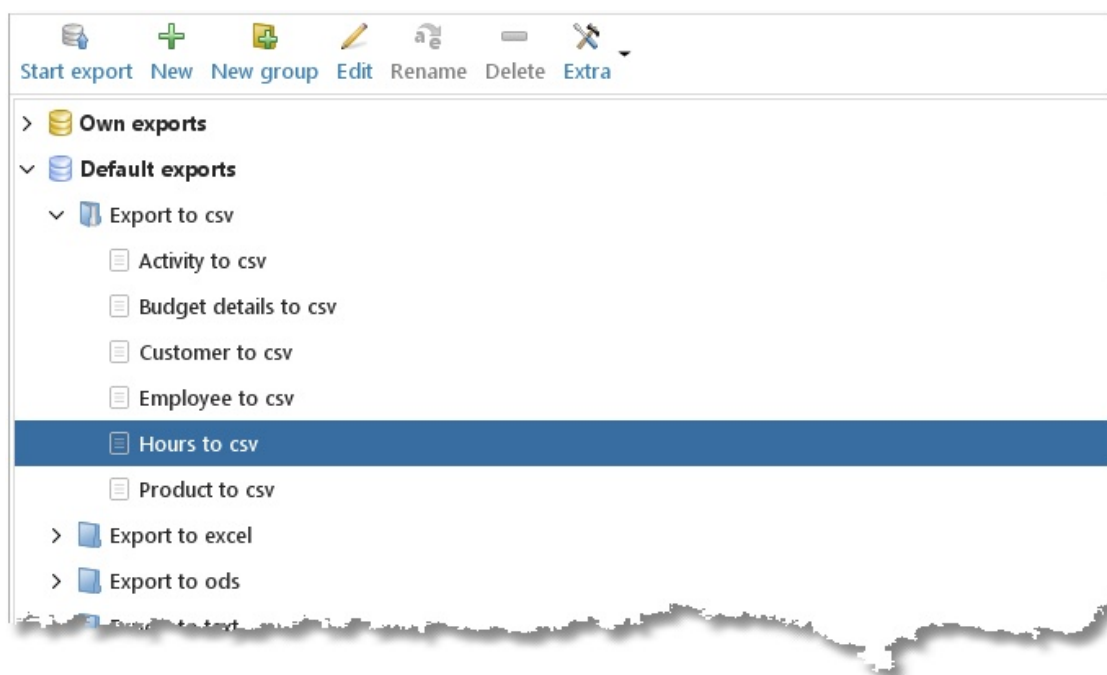 Start export New New group Edit Rename Delete Extra
Own exports
Default exports
Export to csv
Activity to csv
Budget details to csv
Customer to csv
Employee to csv
Hours to csv
Product to csv
Export to excel
Export to ods